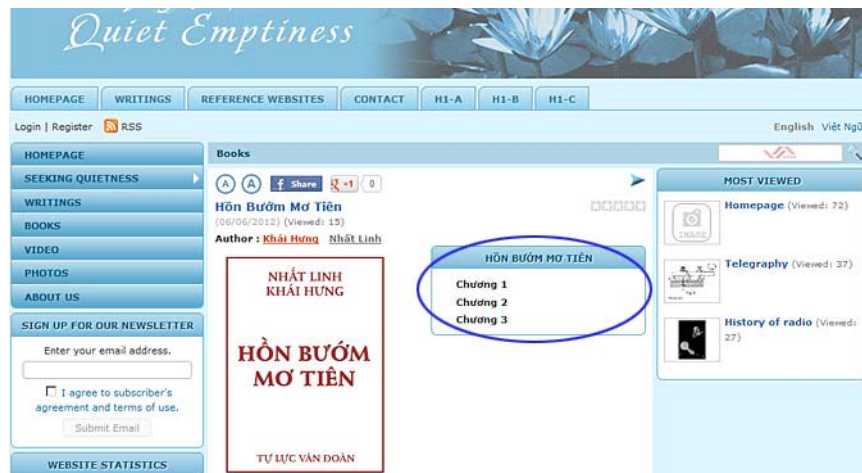 Quiet Emptiness
HOMEPAGE WRITINGS REFERENCE WEBSITES CONTACT H1-A H1-B H1-C
Login | Register RSS English Việt Ngữ
HOMEPAGE
SEEKING QUIETNESS
WRITINGS
BOOKS
VIDEO
PHOTOS
ABOUT US
SIGN UP FOR OUR NEWSLETTER
Enter your email address.
I agree to subscriber's
agreement and terms of use.
Submit Email
WEBSITE STATISTICS
Books
A A f Share +1 0
Hồn Bướm Mơ Tiên
(06/06/2012) (Viewed: 15)
Author : Khái Hưng Nhất Linh
NHẤT LINH
KHÁI HƯNG
HỒN BƯỚM
MƠ TIÊN
TỰ LỰC VĂN ĐOÀN
HỒN BƯỚM MƠ TIÊN
Chương 1
Chương 2
Chương 3
MOST VIEWED
Homepage (Viewed: 72)
IMAGE
Telegraphy (Viewed: 37)
History of radio (Viewed:
27)